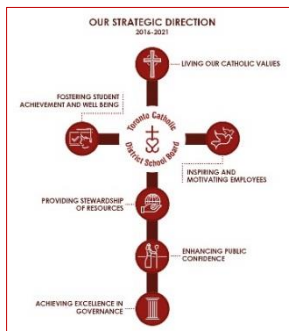 OUR STRATEGIC DIRECTION
2016-2021
LIVING OUR CATHOLIC VALUES
FOSTERING STUDENT
ACHIEVEMENT AND WELL BEING
Toronto Catholic
District School Board
INSPIRING AND
MOTIVATING EMPLOYEES
PROVIDING STEWARDSHIP
OF RESOURCES
ENHANCING PUBLIC
CONFIDENCE
ACHIEVING EXCELLENCE IN
GOVERNANCE